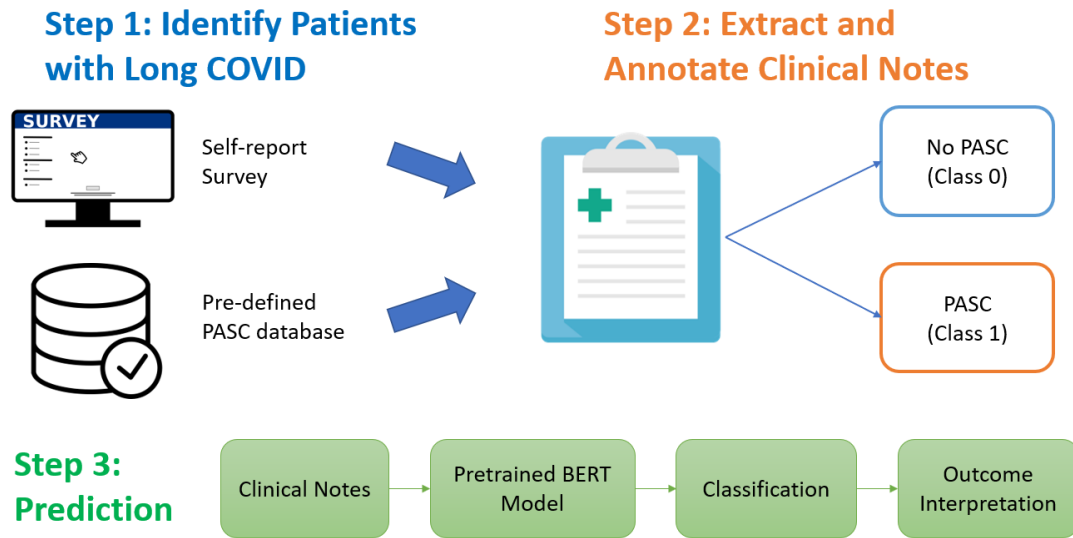 Step 1: Identify Patients
with Long COVID
Step 2: Extract and
Annotate Clinical Notes
SURVEY
Self-report
Survey
Pre-defined
PASC database
No PASC
(Class 0)
PASC
(Class 1)
Step 3:
Prediction
Clinical Notes
Pretrained BERT
Model
Classification
Outcome
Interpretation